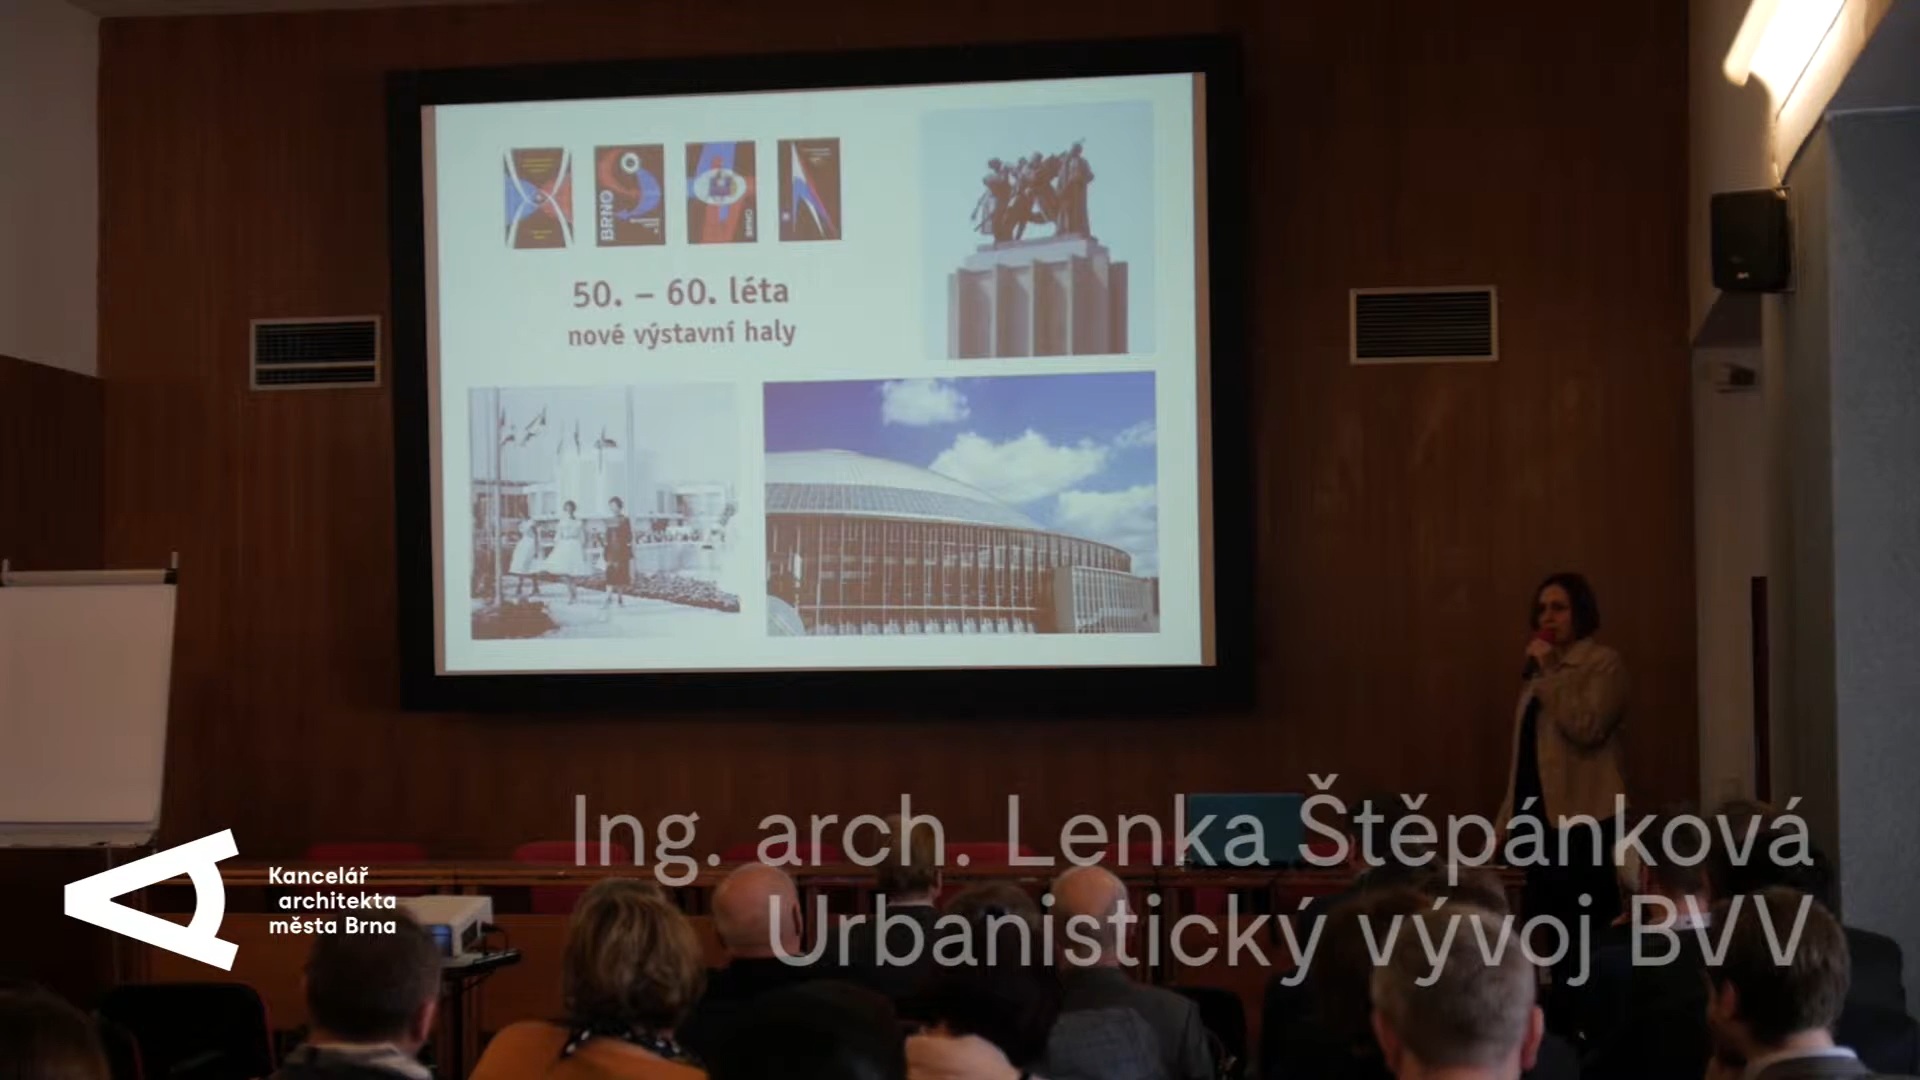 BRNO
BRNO
50. – 60. léta
nové výstavní haly
Ing. arch. Lenka Štěpánková
Urbanistický vývoj BVV
Kancelář
architekta
města Brna